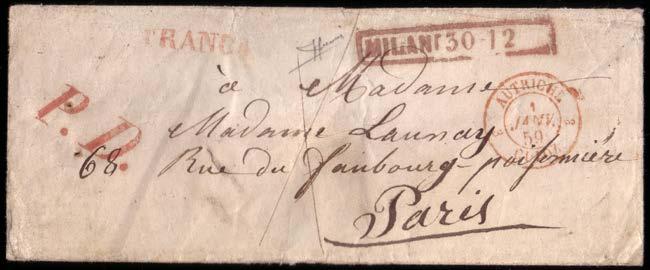 FRANCA
MILANO 30-12
P.D.
AUTRICHE
1
JANV.
59
à Madame
Madame Launay
68 Rue du faubourg-poissonnière
Paris